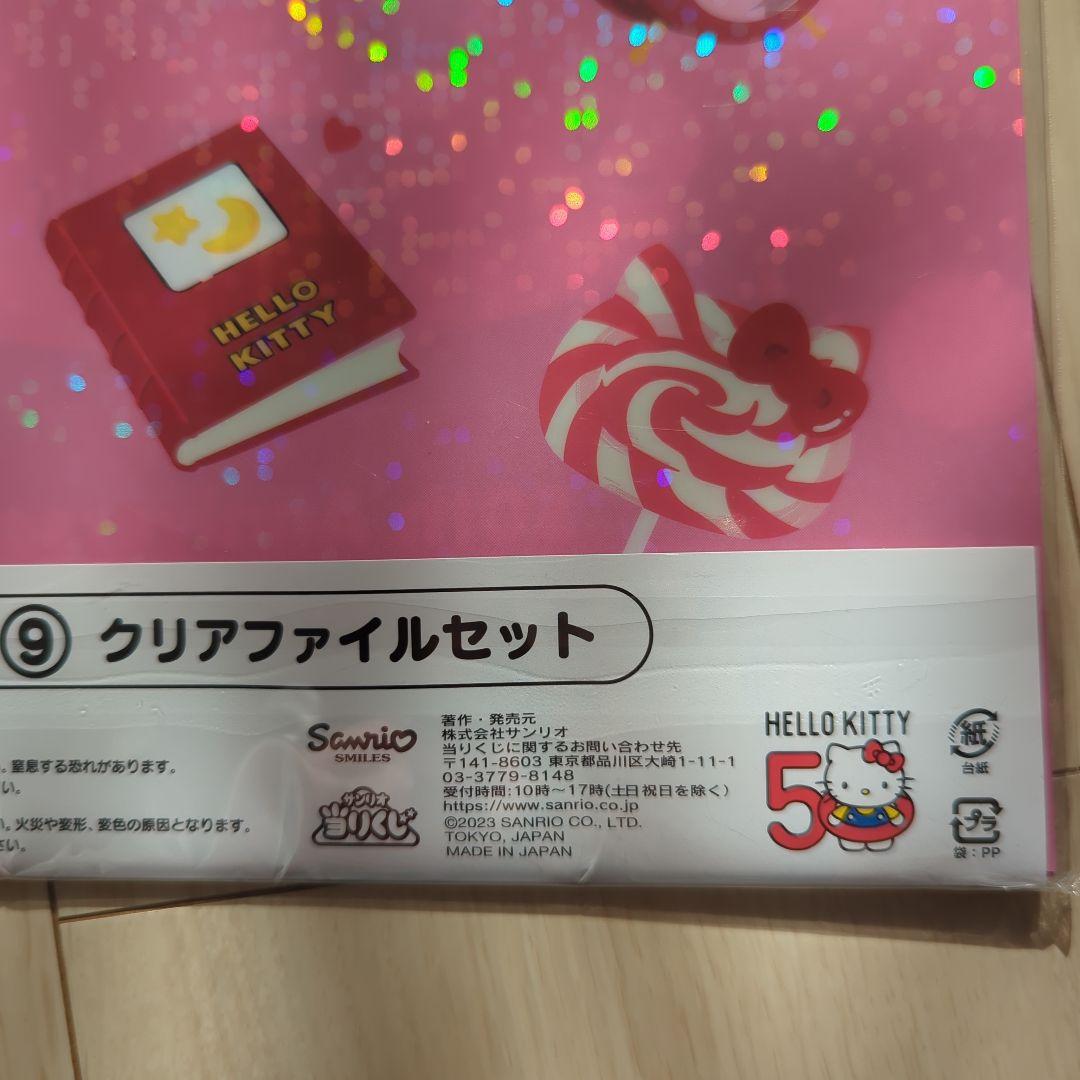 HELLO
KITTY
⑨ クリアファイルセット
。窒息する恐れがあります。
い。
い。火災や変形、変色の原因となります。
さい。
Sanrio
SMILES
サンリオ
当りくじ
著作・発売元
株式会社サンリオ
当りくじに関するお問い合わせ先
〒141-8603 東京都品川区大崎1-11-1
03-3779-8148
受付時間:10時～17時(土日祝日を除く)
https://www.sanrio.co.jp
©2023 SANRIO CO., LTD.
TOKYO, JAPAN
MADE IN JAPAN
HELLO KITTY
50
紙
台紙
プラ
袋:PP